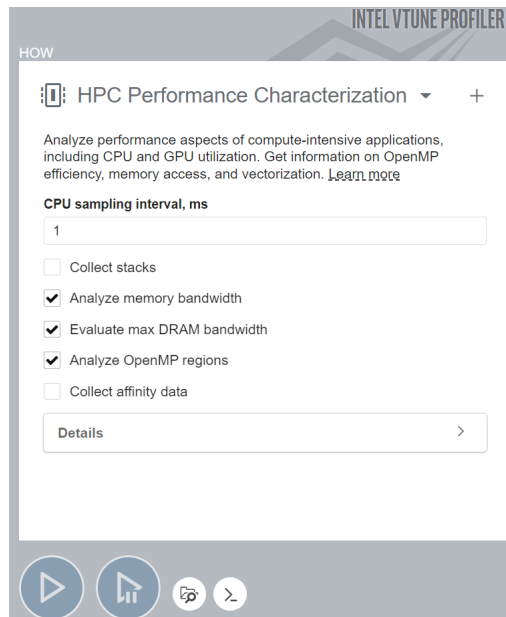 INTEL VTUNE PROFILER
HOW
HPC Performance Characterization
Analyze performance aspects of compute-intensive applications,
including CPU and GPU utilization. Get information on OpenMP
efficiency, memory access, and vectorization. Learn more
CPU sampling interval, ms
1
Collect stacks
Analyze memory bandwidth
Evaluate max DRAM bandwidth
Analyze OpenMP regions
Collect affinity data
Details